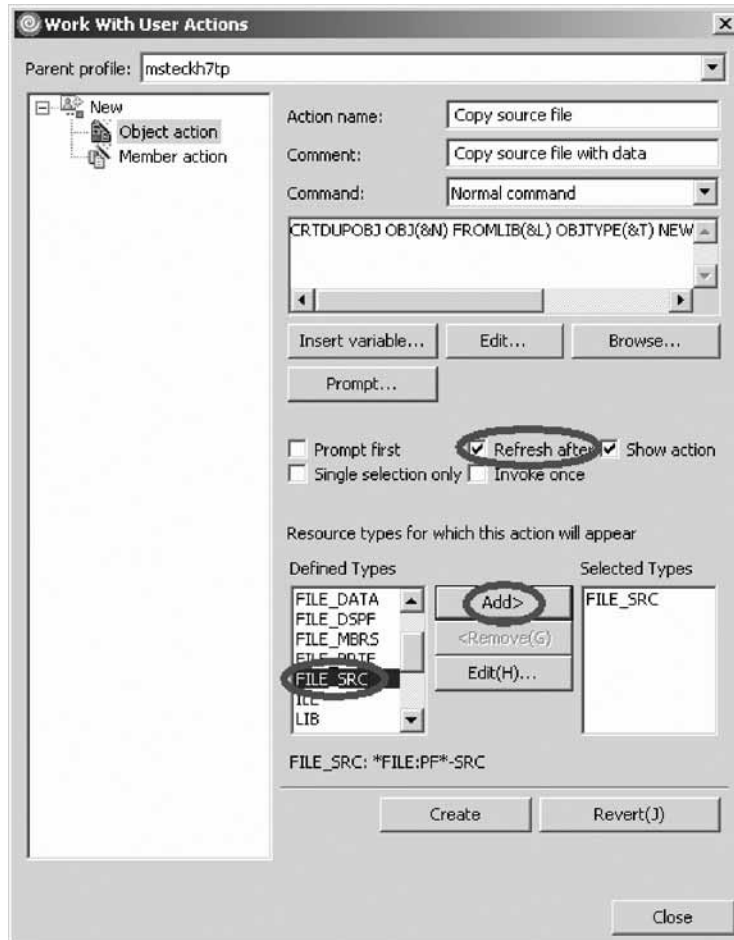 Work With User Actions
Parent profile: msteckh7tp
New
Object action
Member action
Action name: Copy source file
Comment: Copy source file with data
Command: Normal command
CRTDUPOBJ OBJ(&N) FROMLIB(&L) OBJTYPE(&T) NEW
Insert variable... Edit... Browse...
Prompt...
Prompt first Refresh after Show action
Single selection only Invoke once
Resource types for which this action will appear
Defined Types Selected Types
FILE_DATA Add> FILE_SRC
FILE_DSPF
FILE_MBRS <Remove(G)
FILE_PRTF
FILE_SRC Edit(H)...
ILE
LIB
FILE_SRC: *FILE:PF*-SRC
Create Revert(J)
Close